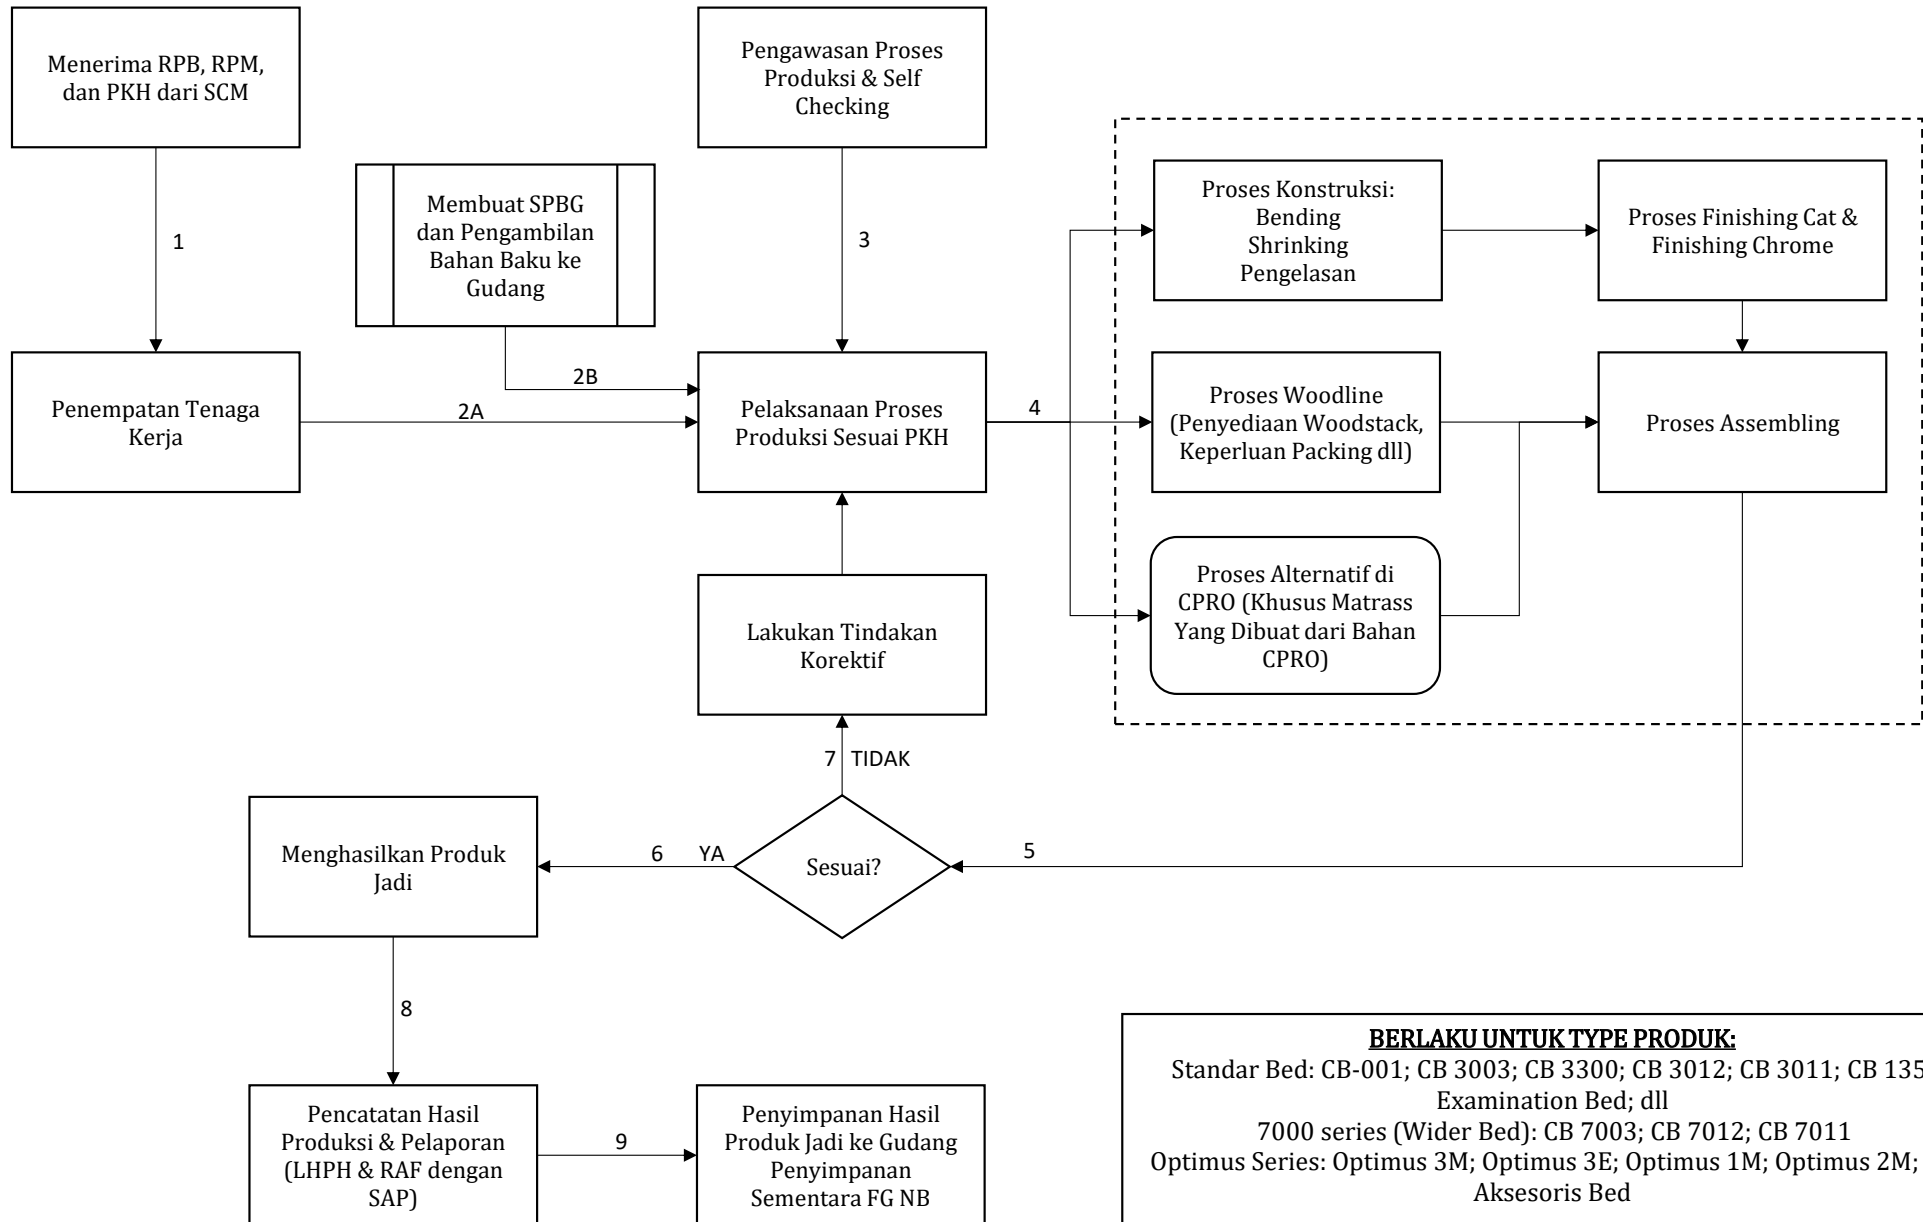 Menerima RPB, RPM,
dan PKH dari SCM
Pengawasan Proses
Produksi & Self
Checking
1
Membuat SPBG
dan Pengambilan
Bahan Baku ke
Gudang
3
Proses Konstruksi:
Bending
Shrinking
Pengelasan
Proses Finishing Cat &
Finishing Chrome
2B
Penempatan Tenaga
Kerja
2A
Pelaksanaan Proses
Produksi Sesuai PKH
4
Proses Woodline
(Penyediaan Woodstack,
Keperluan Packing dll)
Proses Assembling
Proses Alternatif di
CPRO (Khusus Matrass
Yang Dibuat dari Bahan
CPRO)
Lakukan Tindakan
Korektif
7 TIDAK
Menghasilkan Produk
Jadi
6 YA
Sesuai?
5
8
Pencatatan Hasil
Produksi & Pelaporan
(LHPH & RAF dengan
SAP)
9
Penyimpanan Hasil
Produk Jadi ke Gudang
Penyimpanan
Sementara FG NB
BERLAKU UNTUK TYPE PRODUK:
Standar Bed: CB-001; CB 3003; CB 3300; CB 3012; CB 3011; CB 135
Examination Bed; dll
7000 series (Wider Bed): CB 7003; CB 7012; CB 7011
Optimus Series: Optimus 3M; Optimus 3E; Optimus 1M; Optimus 2M;
Aksesoris Bed